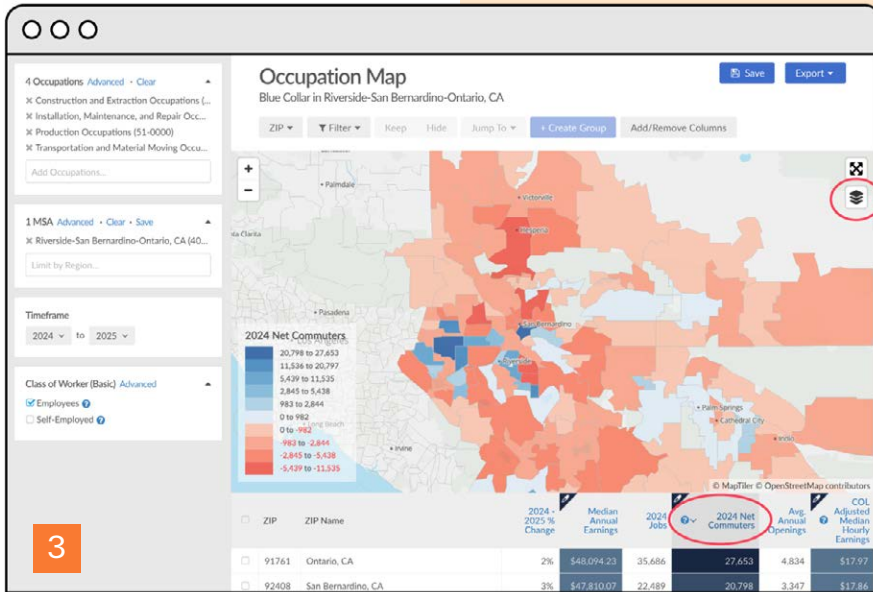 4 Occupations Advanced • Clear
Construction and Extraction Occupations (...
Installation, Maintenance, and Repair Occ...
Production Occupations (51-0000)
Transportation and Material Moving Occu...
Add Occupations...
1 MSA Advanced • Clear • Save
Riverside-San Bernardino-Ontario, CA (40...
Limit by Region...
Timeframe
2024 to 2025
Class of Worker (Basic) Advanced
Employees ?
Self-Employed ?
3
Occupation Map
Save Export
Blue Collar in Riverside-San Bernardino-Ontario, CA
ZIP Filter Keep Hide Jump To + Create Group Add/Remove Columns
+
−
Palmdale
Victorville
Hesperia
nta Clarita
Pasadena
San Bernardino
Los Angeles
Riverside
Long Beach
Irvine
Palm Springs
Cathedral City
Indio
2024 Net Commuters
20,798 to 27,653
11,536 to 20,797
5,439 to 11,535
2,845 to 5,438
983 to 2,844
0 to 982
0 to -982
-983 to -2,844
-2,845 to -5,438
-5,439 to -11,535
© MapTiler © OpenStreetMap contributors
ZIP ZIP Name 2024 - 2025 % Change Median Annual Earnings 2024 Jobs ? 2024 Net Commuters Avg. Annual Openings ? COL Adjusted Median Hourly Earnings
91761 Ontario, CA 2% $48,094.23 35,686 27,653 4,834 $17.97
92408 San Bernardino, CA 3% $47,810.07 22,489 20,798 3,347 $17.86